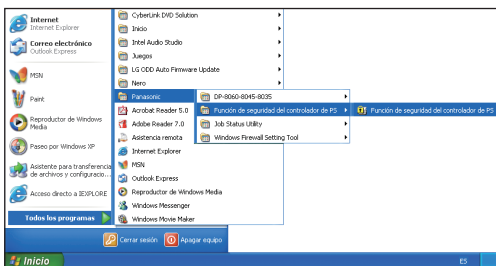 Internet
Internet Explorer
Correo electrónico
Outlook Express
MSN
Paint
Reproductor de Windows
Media
Paseo por Windows XP
Asistente para transferencia
de archivos y configuracio...
Acceso directo a IEXPLORE
Todos los programas
CyberLink DVD Solution
Inicio
Intel Audio Studio
Juegos
LG ODD Auto Firmware Update
Nero
Panasonic
Acrobat Reader 5.0
Adobe Reader 7.0
Asistencia remota
Internet Explorer
MSN
Outlook Express
Reproductor de Windows Media
Windows Messenger
Windows Movie Maker
DP-8060-8045-8035
Función de seguridad del controlador de PS
Job Status Utility
Windows Firewall Setting Tool
Función de seguridad del controlador de PS
Cerrar sesión
Apagar equipo
Inicio
ES